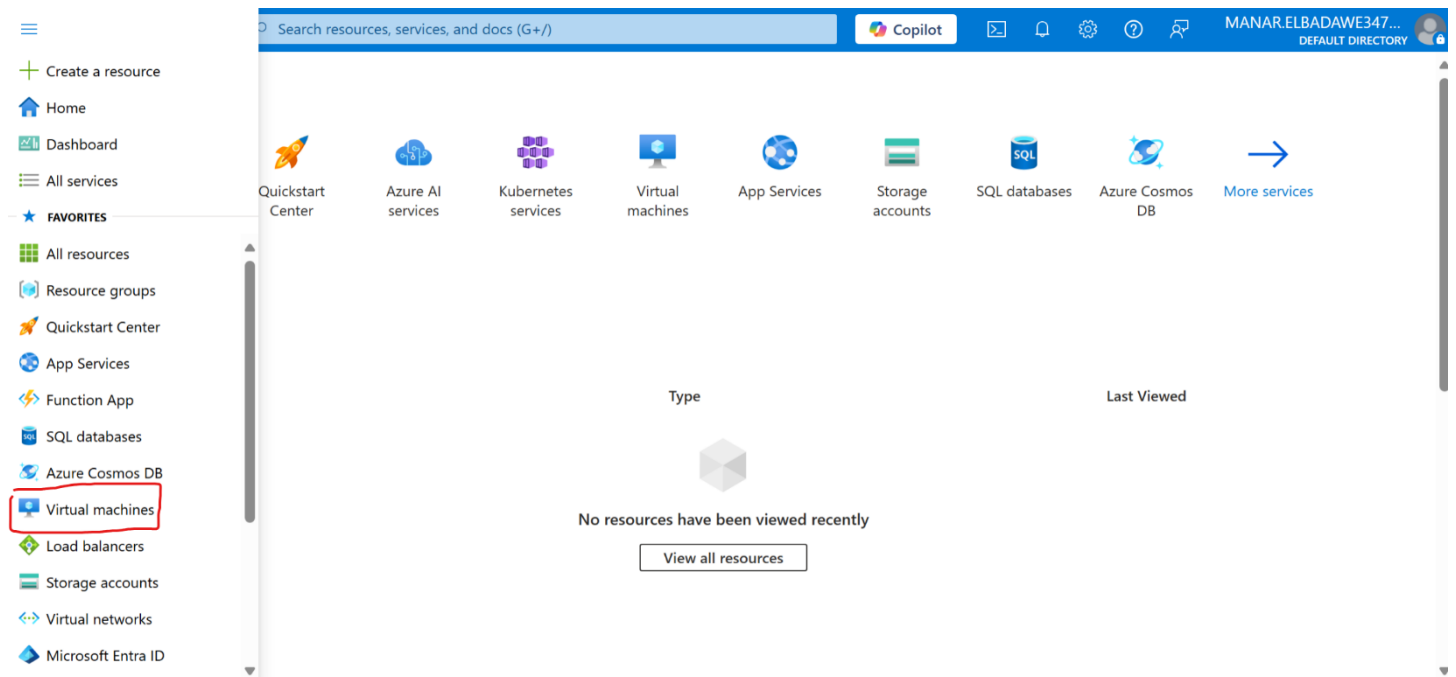 Search resources, services, and docs (G+/)
Copilot
MANAR.ELBADAWE347...
DEFAULT DIRECTORY
Create a resource
Home
Dashboard
All services
FAVORITES
All resources
Resource groups
Quickstart Center
App Services
Function App
SQL
SQL databases
Azure Cosmos DB
Virtual machines
Load balancers
Storage accounts
Virtual networks
Microsoft Entra ID
Quickstart
Center
Azure AI
services
Kubernetes
services
Virtual
machines
App Services
Storage
accounts
SQL
SQL databases
Azure Cosmos
DB
More services
Type
Last Viewed
No resources have been viewed recently
View all resources